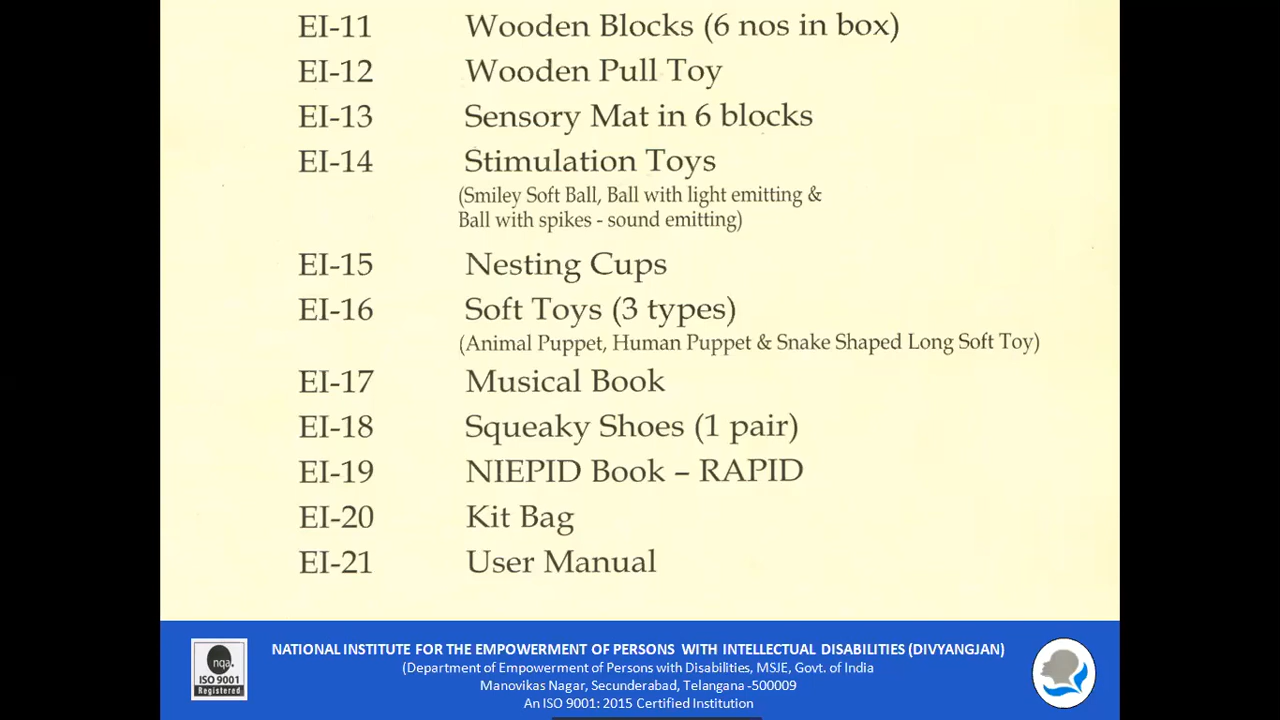 EI-11 Wooden Blocks (6 nos in box)
EI-12 Wooden Pull Toy
EI-13 Sensory Mat in 6 blocks
EI-14 Stimulation Toys
(Smiley Soft Ball, Ball with light emitting &
Ball with spikes - sound emitting)
EI-15 Nesting Cups
EI-16 Soft Toys (3 types)
(Animal Puppet, Human Puppet & Snake Shaped Long Soft Toy)
EI-17 Musical Book
EI-18 Squeaky Shoes (1 pair)
EI-19 NIEPID Book – RAPID
EI-20 Kit Bag
EI-21 User Manual
nqa.
ISO 9001
Registered
NATIONAL INSTITUTE FOR THE EMPOWERMENT OF PERSONS WITH INTELLECTUAL DISABILITIES (DIVYANGJAN)
(Department of Empowerment of Persons with Disabilities, MSJE, Govt. of India
Manovikas Nagar, Secunderabad, Telangana -500009
An ISO 9001: 2015 Certified Institution